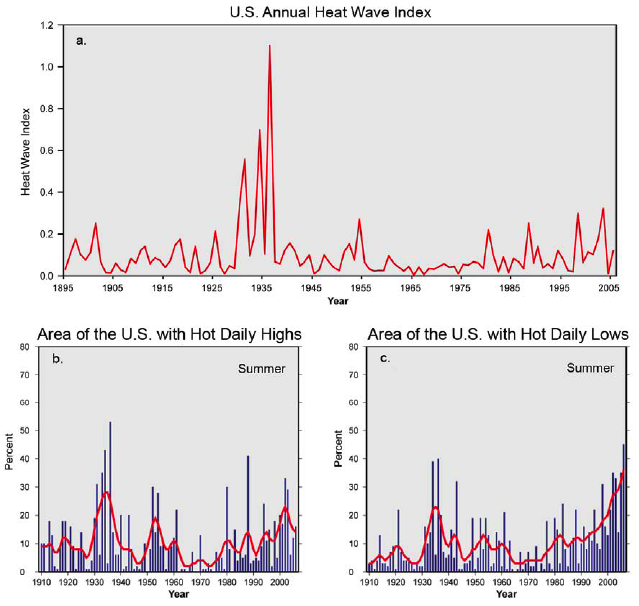 U.S. Annual Heat Wave Index
a.
Heat Wave Index
1.2
1.0
0.8
0.6
0.4
0.2
0.0
1895 1905 1915 1925 1935 1945 1955 1965 1975 1985 1995 2005
Year
Area of the U.S. with Hot Daily Highs
b.
Summer
Percent
80
70
60
50
40
30
20
10
0
1910 1920 1930 1940 1950 1960 1970 1980 1990 2000
Year
Area of the U.S. with Hot Daily Lows
c.
Summer
Percent
80
70
60
50
40
30
20
10
0
1910 1920 1930 1940 1950 1960 1970 1980 1990 2000
Year